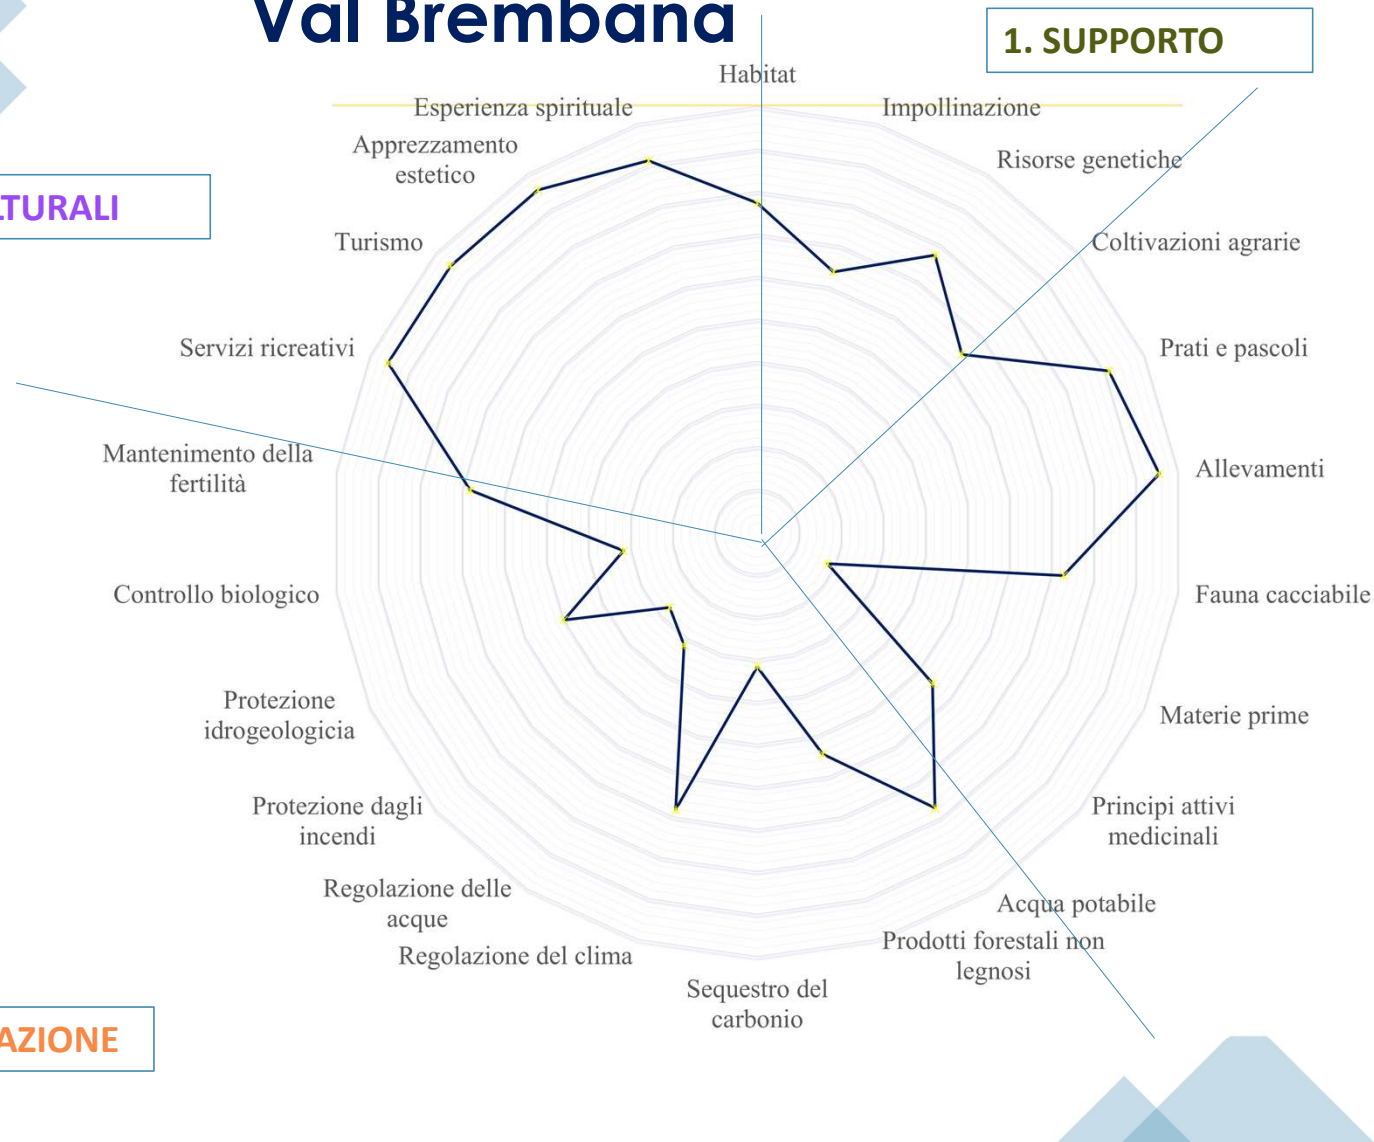 Val Brembana
1. SUPPORTO
Habitat
Esperienza spirituale
Impollinazione
Apprezzamento
estetico
Risorse genetiche
LTURALI
Turismo
Coltivazioni agrarie
Servizi ricreativi
Prati e pascoli
Mantenimento della
fertilità
Allevamenti
Controllo biologico
Fauna cacciabile
Protezione
idrogeologicia
Materie prime
Protezione dagli
incendi
Principi attivi
medicinali
Regolazione delle
acque
Acqua potabile
Regolazione del clima
Prodotti forestali non
legnosi
Sequestro del
carbonio
AZIONE